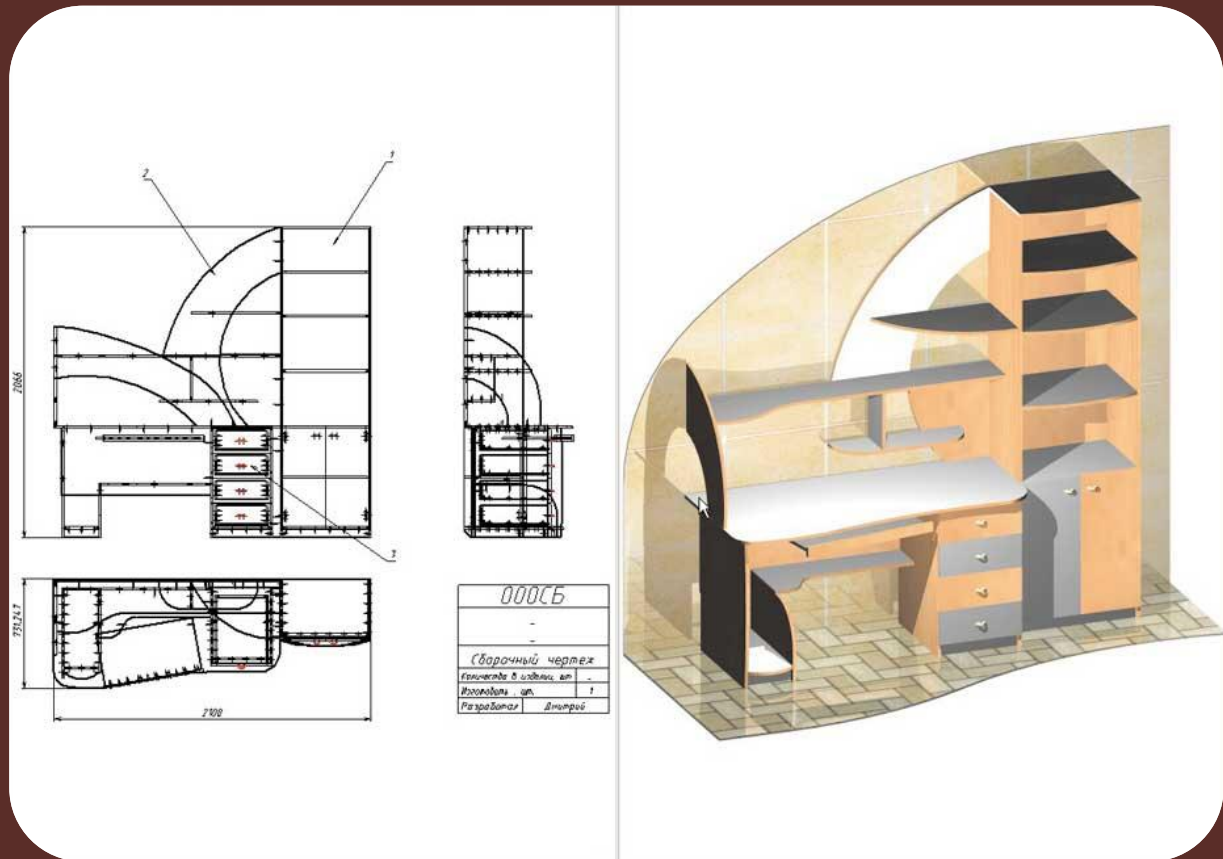 1
2
2066
3
731,247
2100
000СБ
-
-
Сборочный чертеж
Количество в изделии, шт -
Изготовить , шт. 1
Разработал Дмитрий